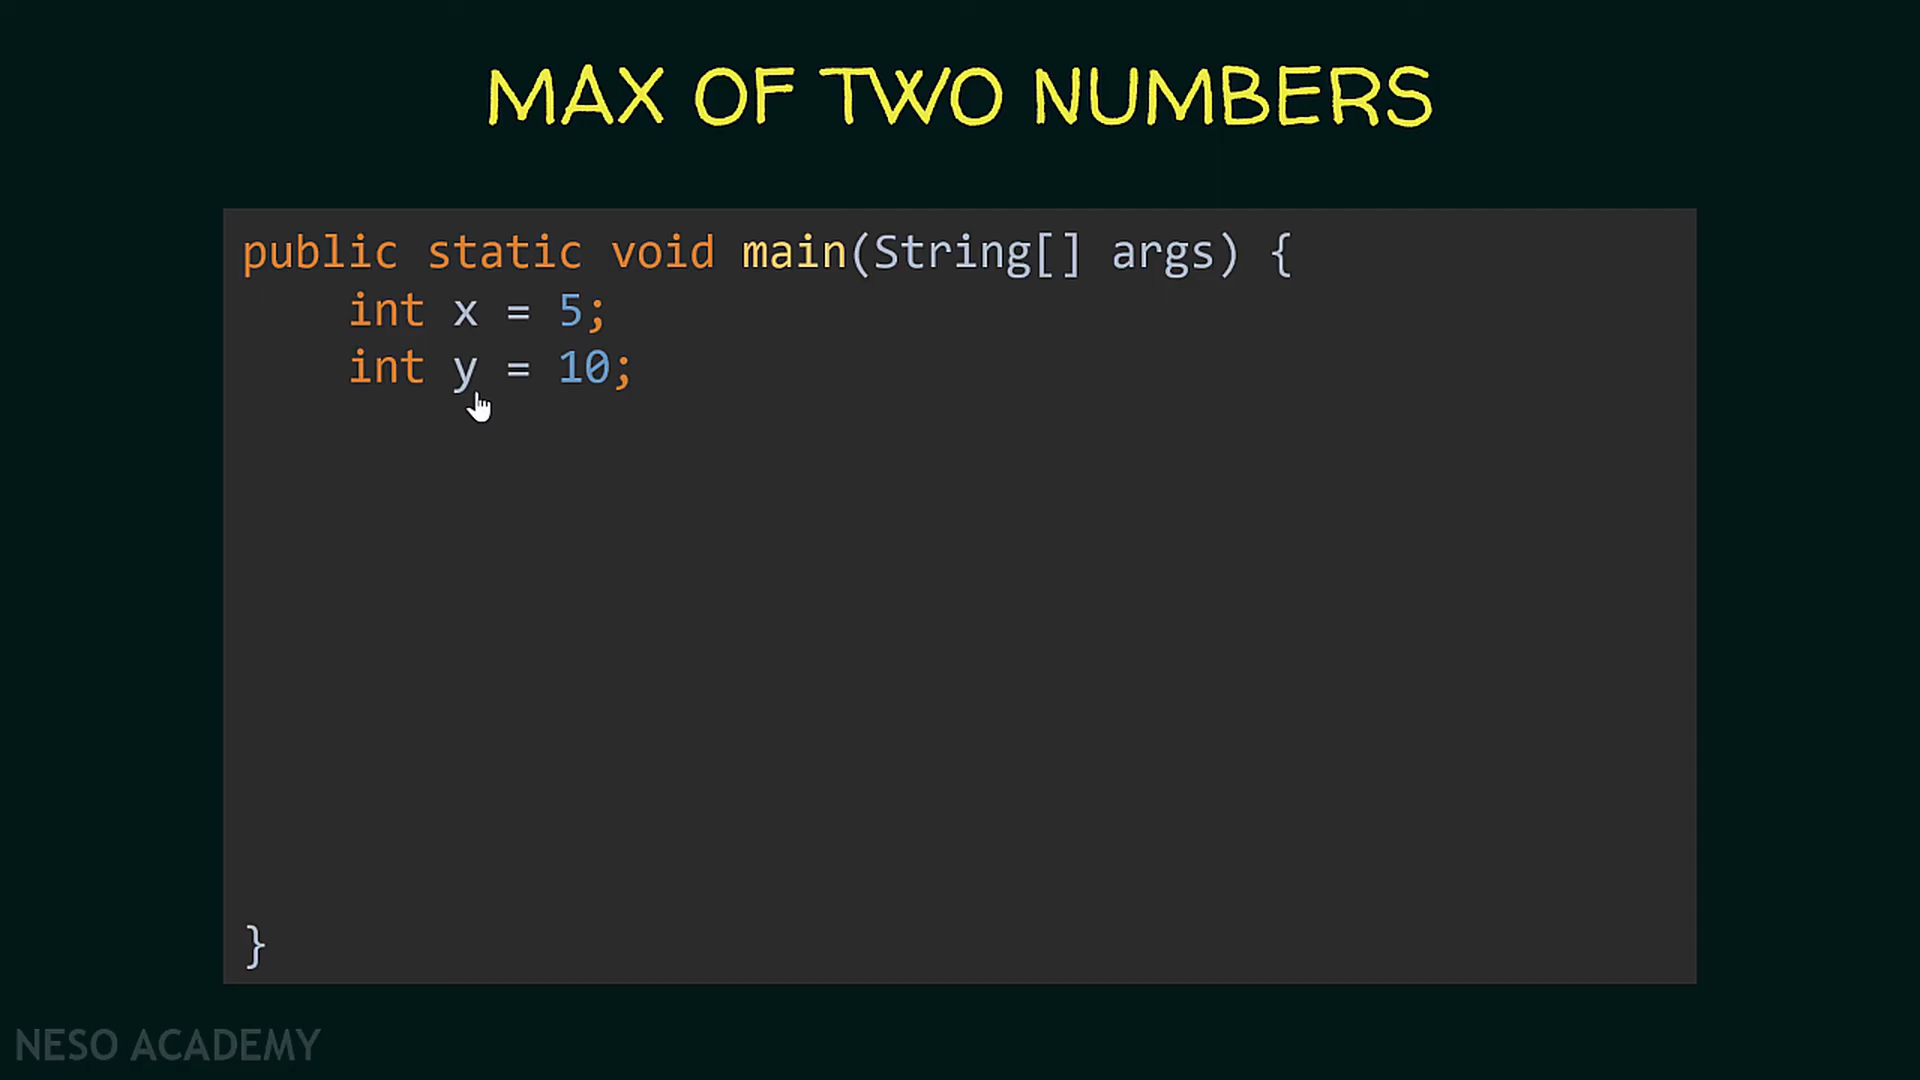 MAX OF TWO NUMBERS
public static void main(String[] args) {
    int x = 5;
    int y = 10;
}
NESO ACADEMY